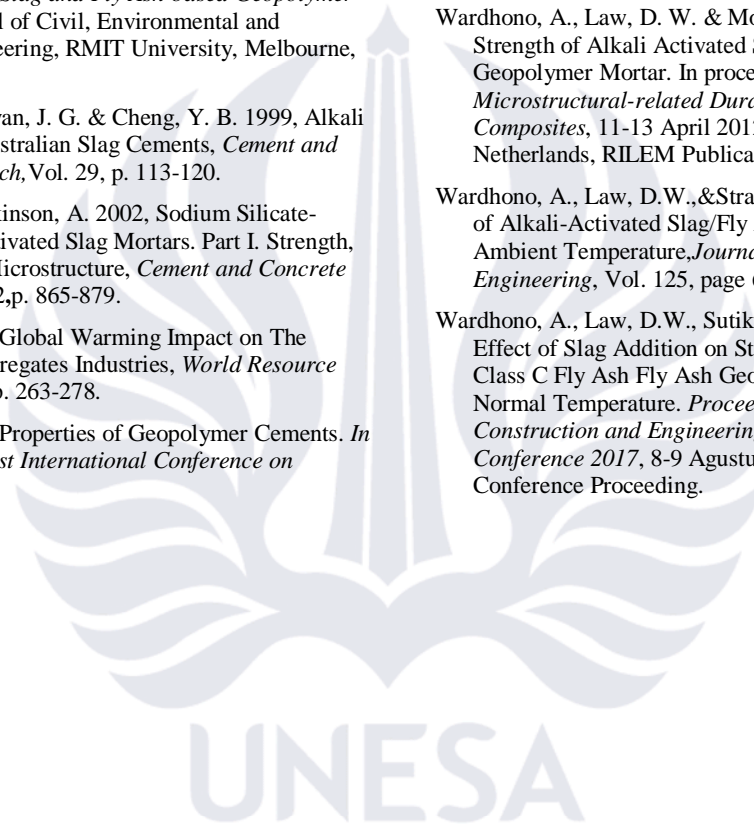 Slag and Fly Ash-based Geopolymer
l of Civil, Environmental and
eering, RMIT University, Melbourne,
van, J. G. & Cheng, Y. B. 1999, Alkali
stralian Slag Cements, Cement and
ch,Vol. 29, p. 113-120.
kinson, A. 2002, Sodium Silicate-
ivated Slag Mortars. Part I. Strength,
Microstructure, Cement and Concrete
2,p. 865-879.
Global Warming Impact on The
regates Industries, World Resource
p. 263-278.
Properties of Geopolymer Cements. In
st International Conference on
Wardhono, A., Law, D. W. & Mo
Strength of Alkali Activated
Geopolymer Mortar. In proce
Microstructural-related Dura
Composites, 11-13 April 201
Netherlands, RILEM Publica
Wardhono, A., Law, D.W.,&Stra
of Alkali-Activated Slag/Fly
Ambient Temperature,Journa
Engineering, Vol. 125, page
Wardhono, A., Law, D.W., Sutik
Effect of Slag Addition on St
Class C Fly Ash Fly Ash Geo
Normal Temperature. Procee
Construction and Engineerin
Conference 2017, 8-9 Agustu
Conference Proceeding.
UNESA